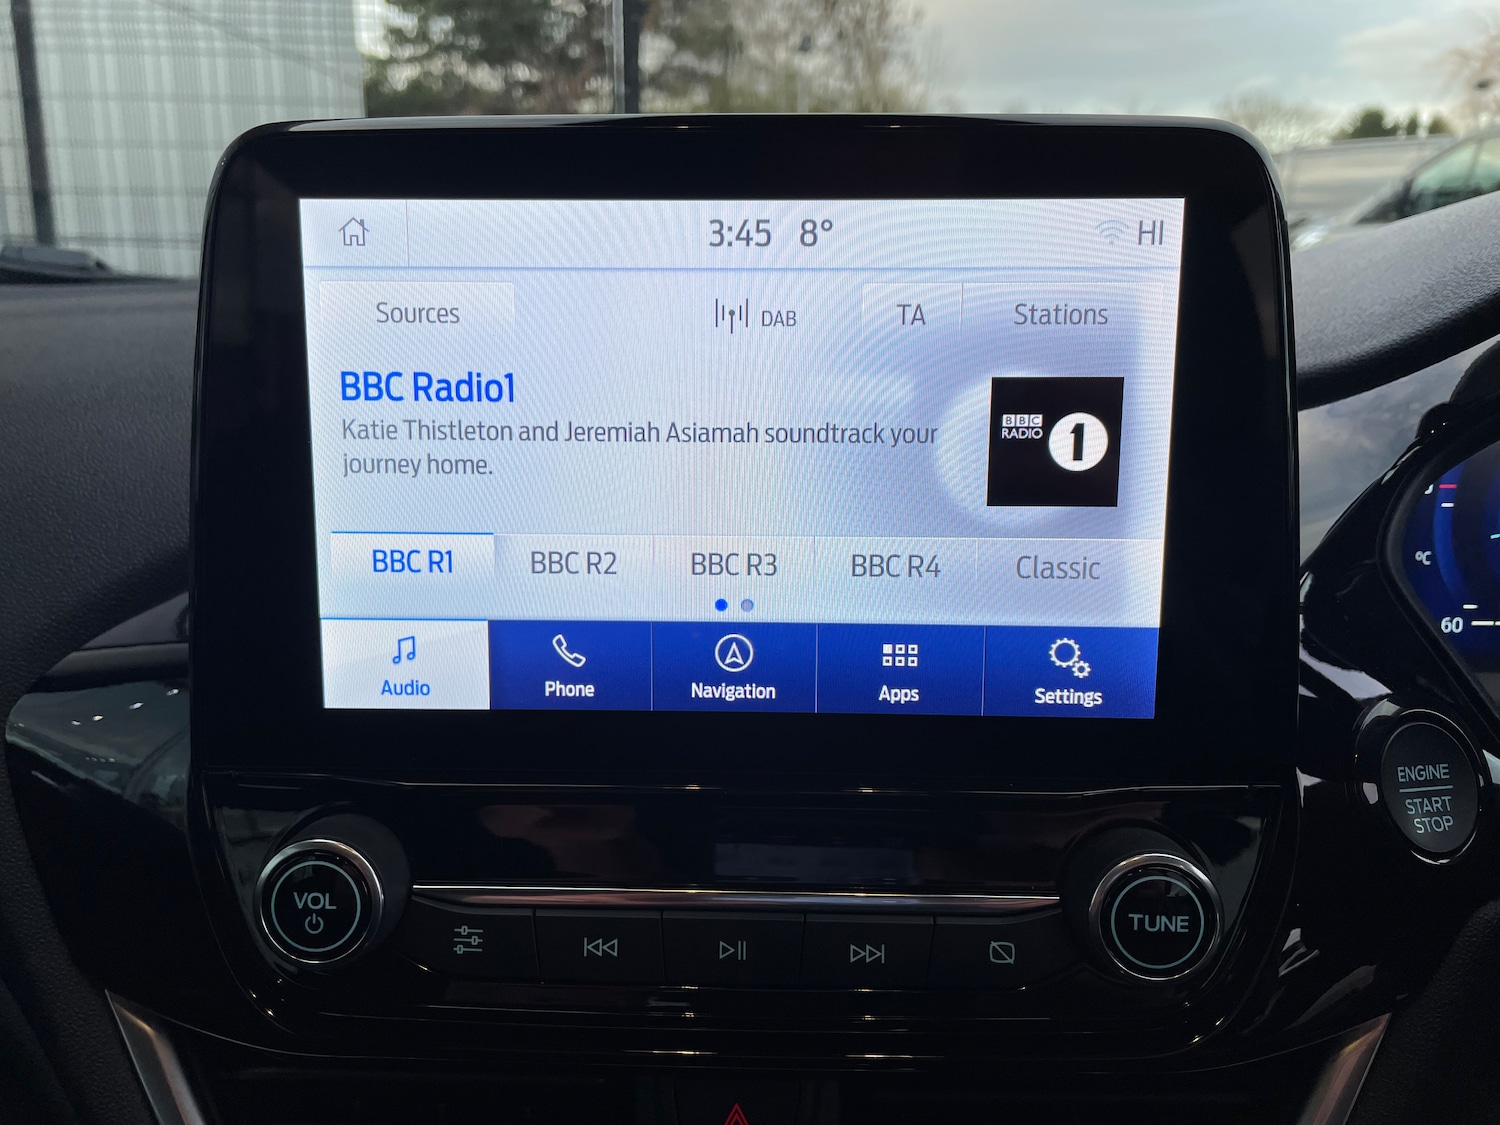 3:45 8° HI
Sources DAB TA Stations
BBC Radio1
Katie Thistleton and Jeremiah Asiamah soundtrack your
journey home.
BBC
RADIO
1
BBC R1 BBC R2 BBC R3 BBC R4 Classic
Audio Phone Navigation Apps Settings
°C
60
ENGINE
START
STOP
VOL
TUNE